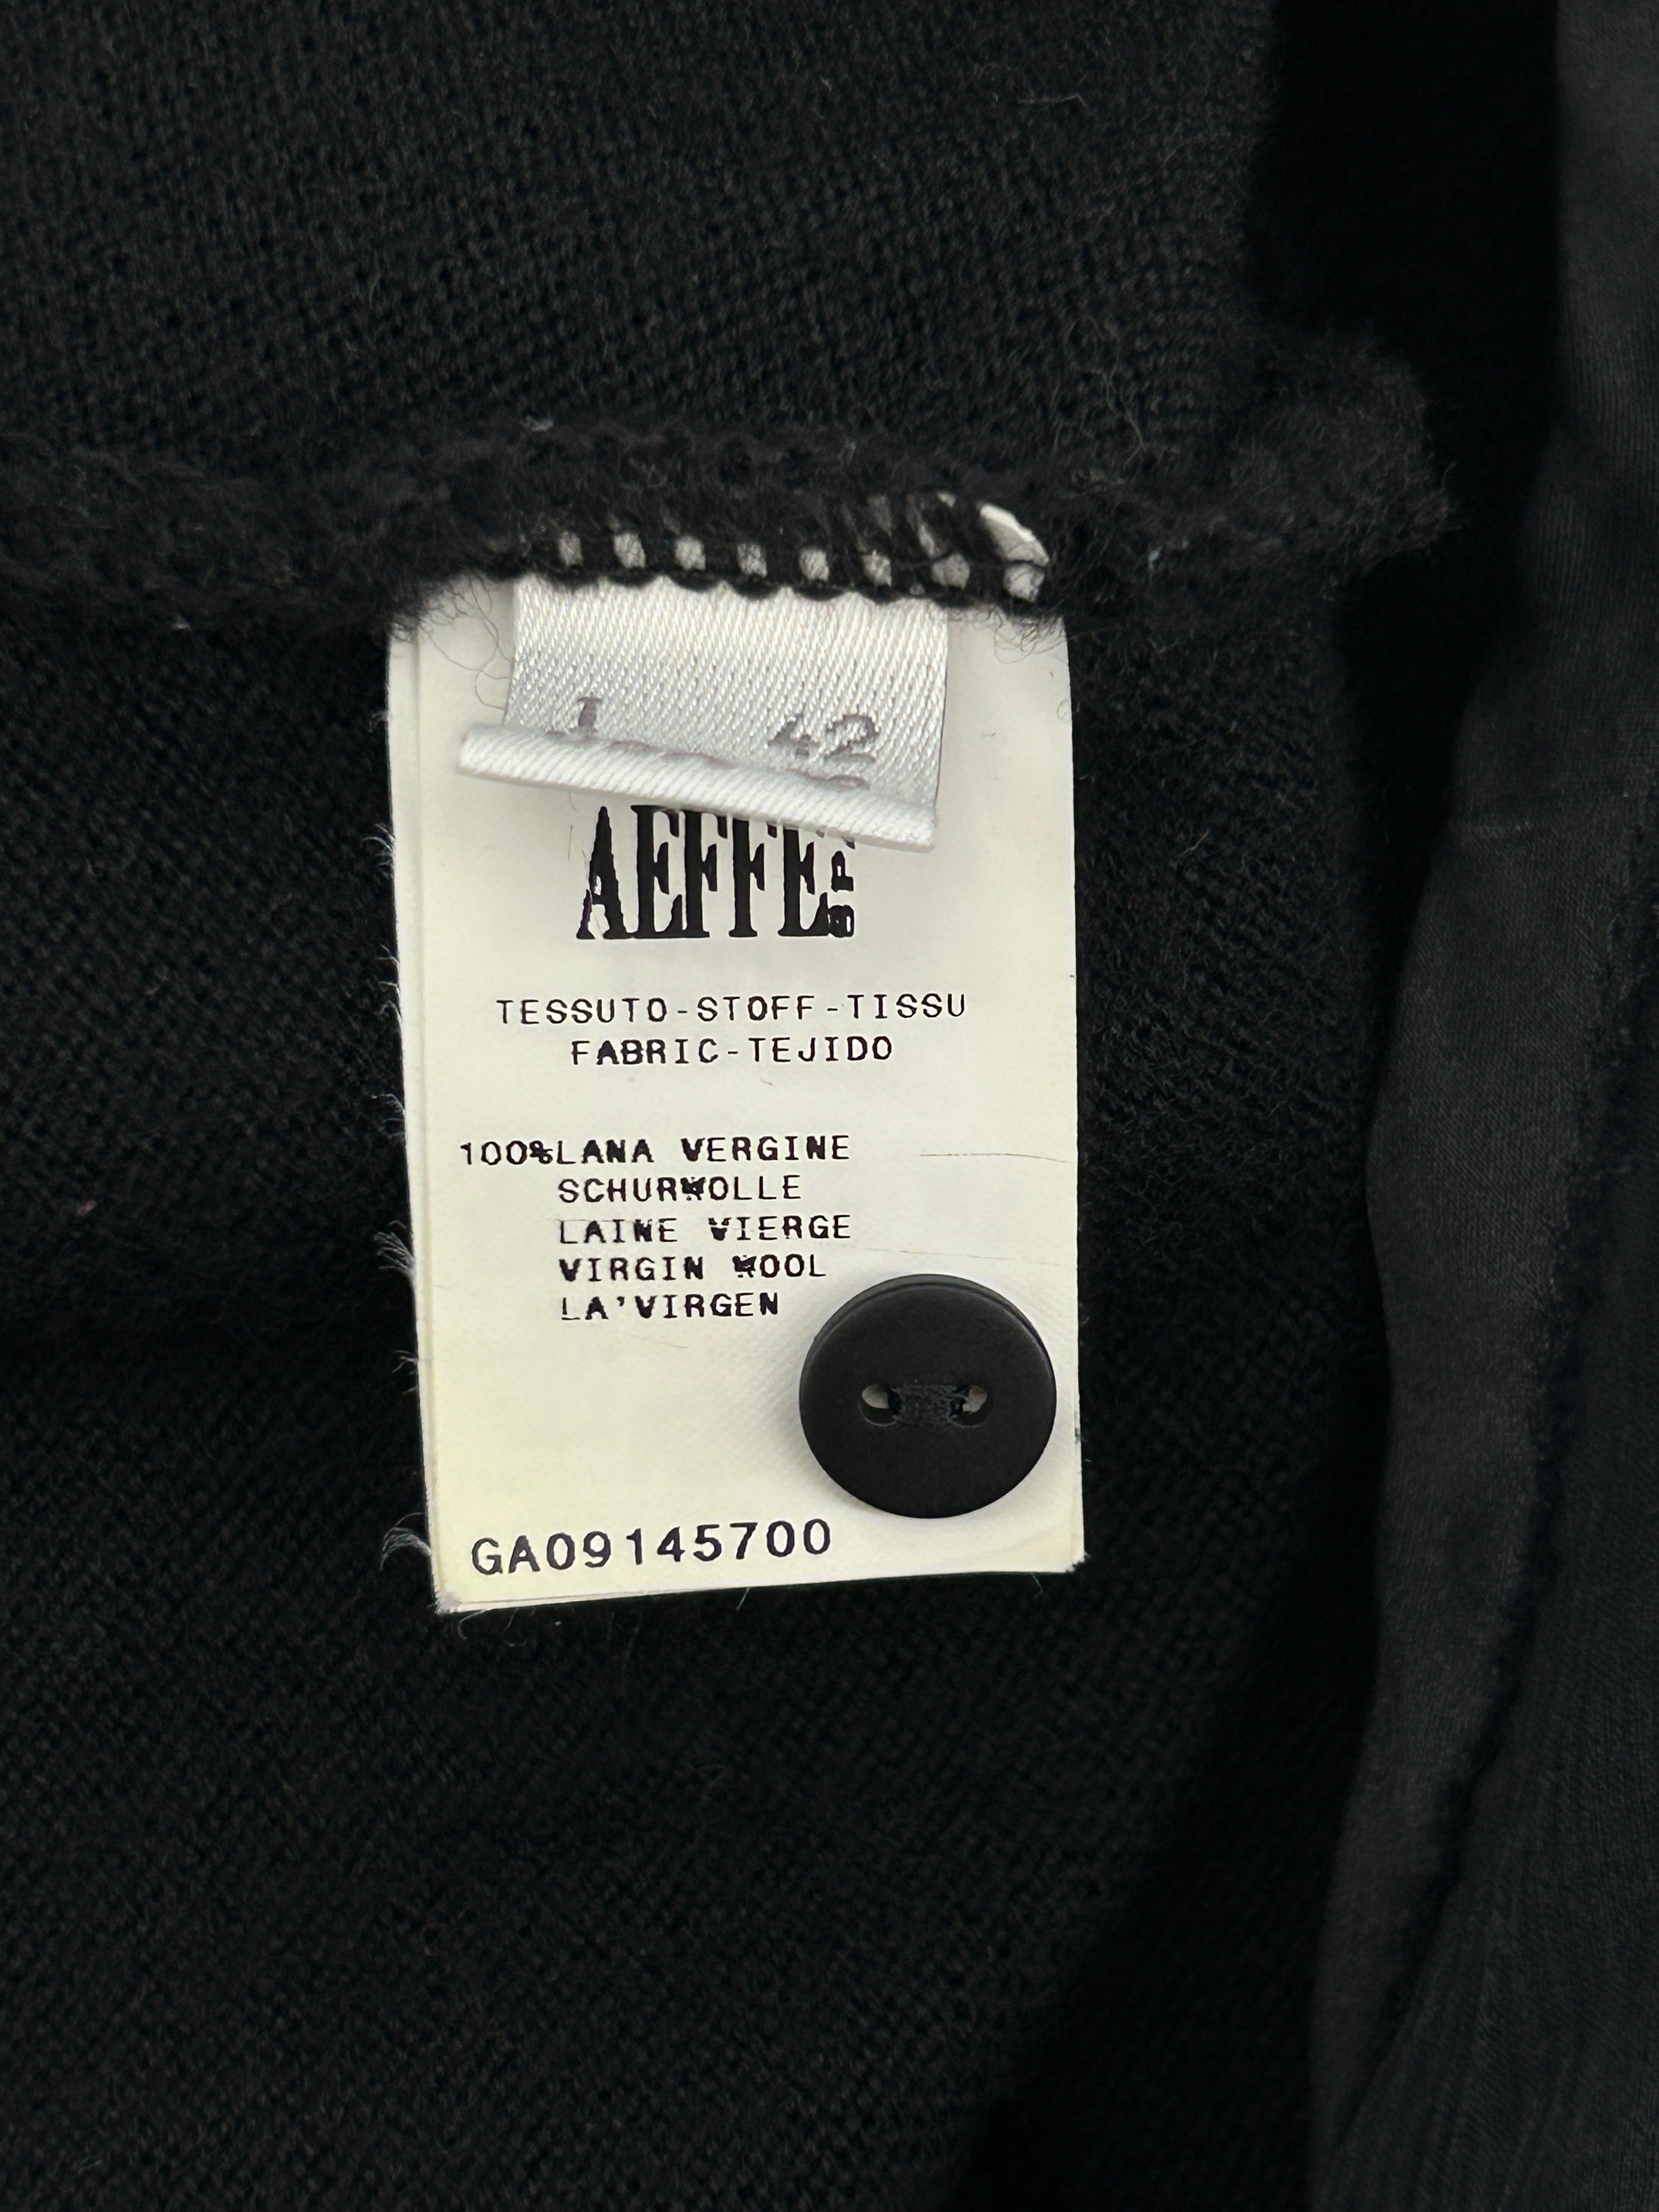 I 42
AEFFE
TESSUTO-STOFF-TISSU
FABRIC-TEJIDO
100%LANA VERGINE
SCHURWOLLE
LAINE VIERGE
VIRGIN WOOL
LA'VIRGEN
GA09145700